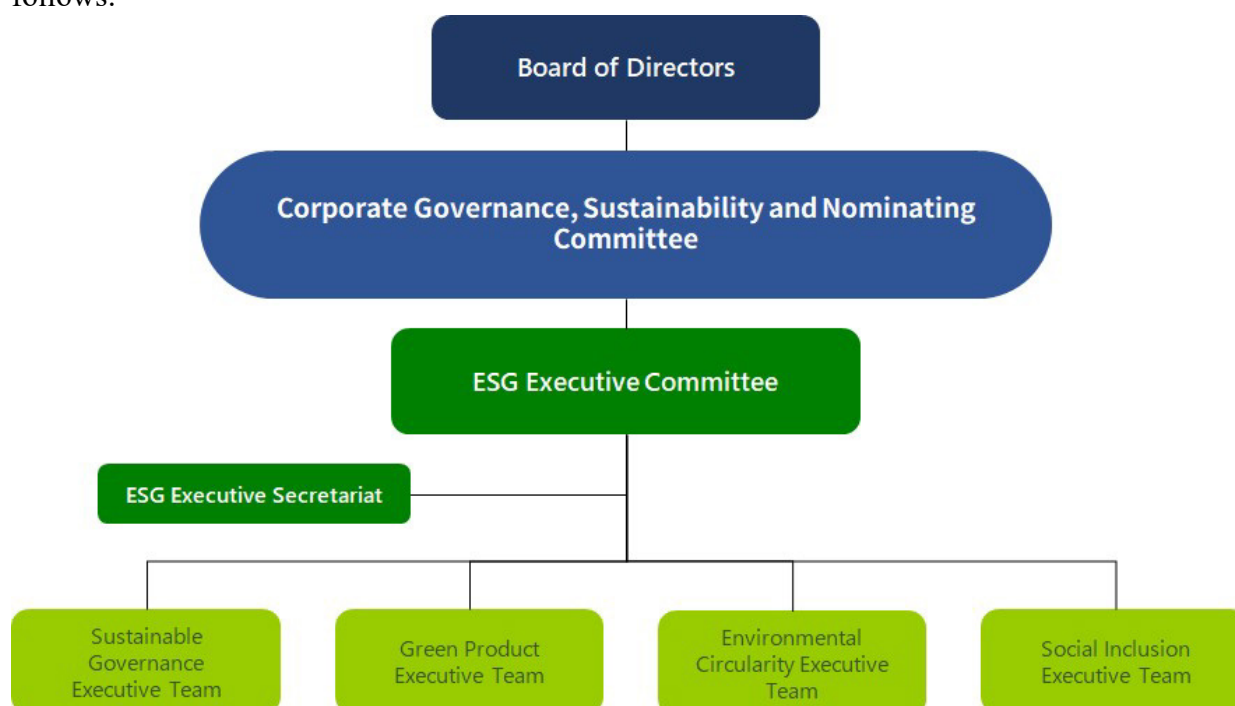 follows:
Board of Directors
Corporate Governance, Sustainability and Nominating
Committee
ESG Executive Committee
ESG Executive Secretariat
Sustainable
Governance
Executive Team
Green Product
Executive Team
Environmental
Circularity Executive
Team
Social Inclusion
Executive Team